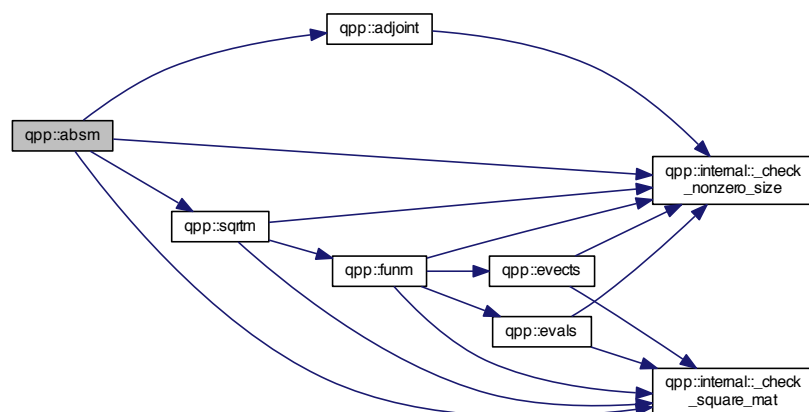 qpp::adjoint
qpp::absm
qpp::internal::_check
_nonzero_size
qpp::sqrtm
qpp::funm
qpp::evects
qpp::evals
qpp::internal::_check
_square_mat